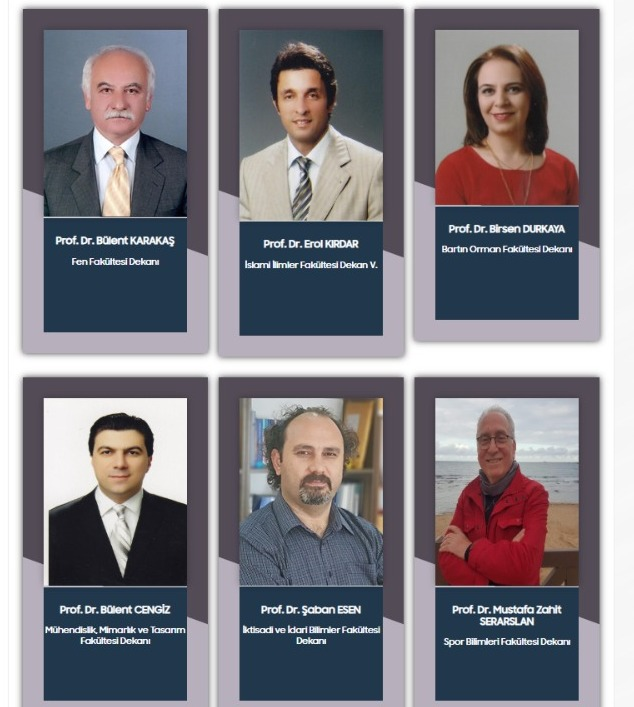 Prof. Dr. Bülent KARAKAŞ
Fen Fakültesi Dekanı
Prof. Dr. Erol KIRDAR
İslami İlimler Fakültesi Dekan V.
Prof. Dr. Birsen DURKAYA
Bartın Orman Fakültesi Dekanı
Prof. Dr. Bülent CENGİZ
Mühendislik, Mimarlık ve Tasarım
Fakültesi Dekanı
Prof. Dr. Şaban ESEN
İktisadi ve İdari Bilimler Fakültesi
Dekanı
Prof. Dr. Mustafa Zahit
SERARSLAN
Spor Bilimleri Fakültesi Dekanı